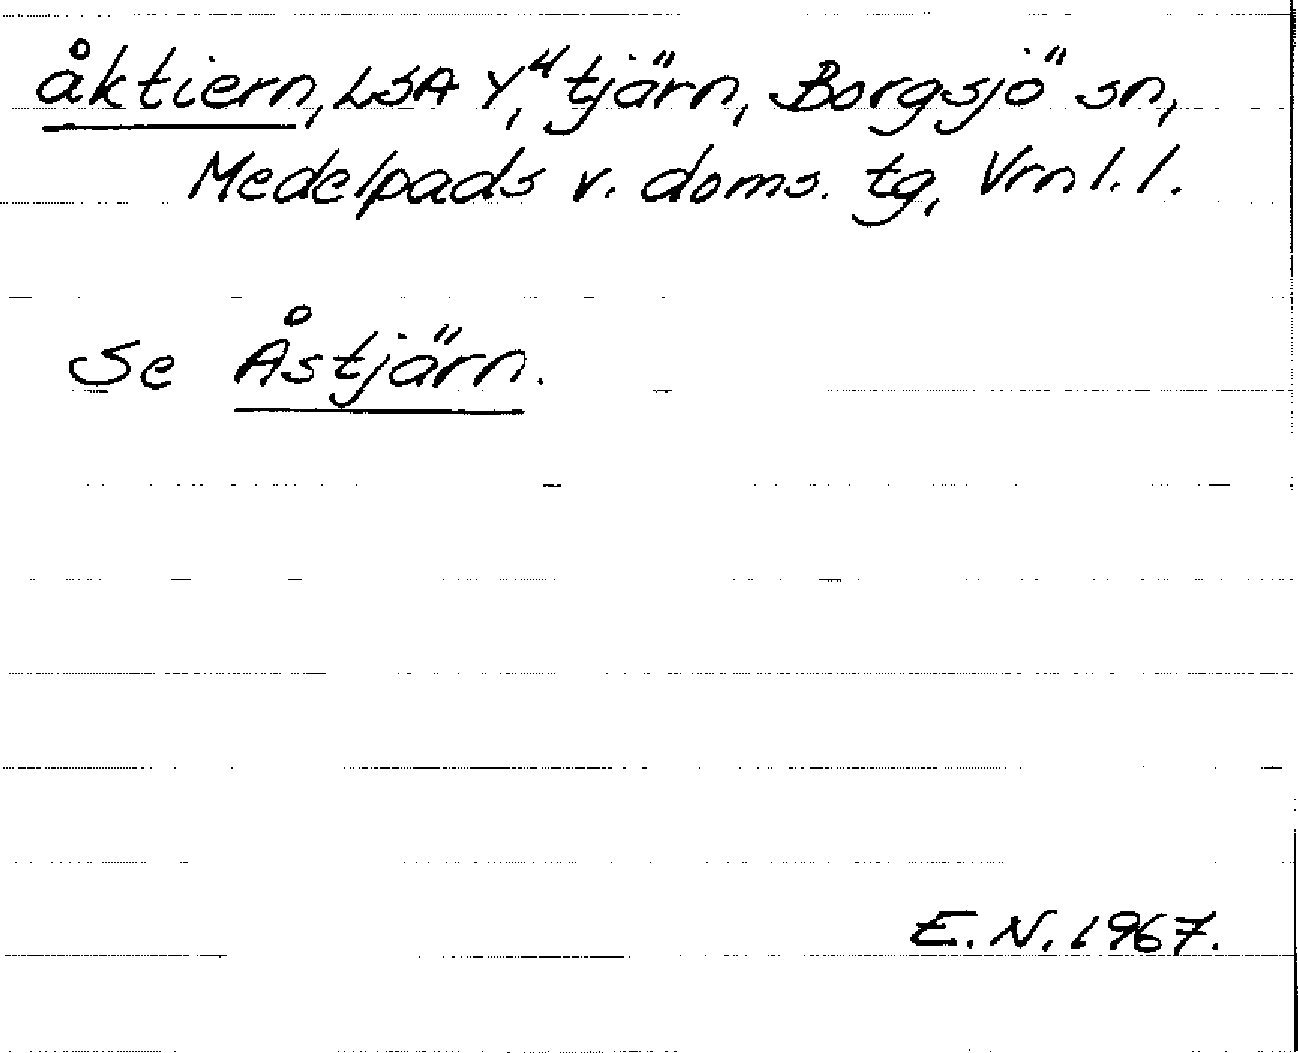 åktiern, LSA Y,⁴ tjärn, Borgsjö sn,
Medelpads v. doms. tg, Vrnl.l.
Se Åstjärn.
E.N. 1967.